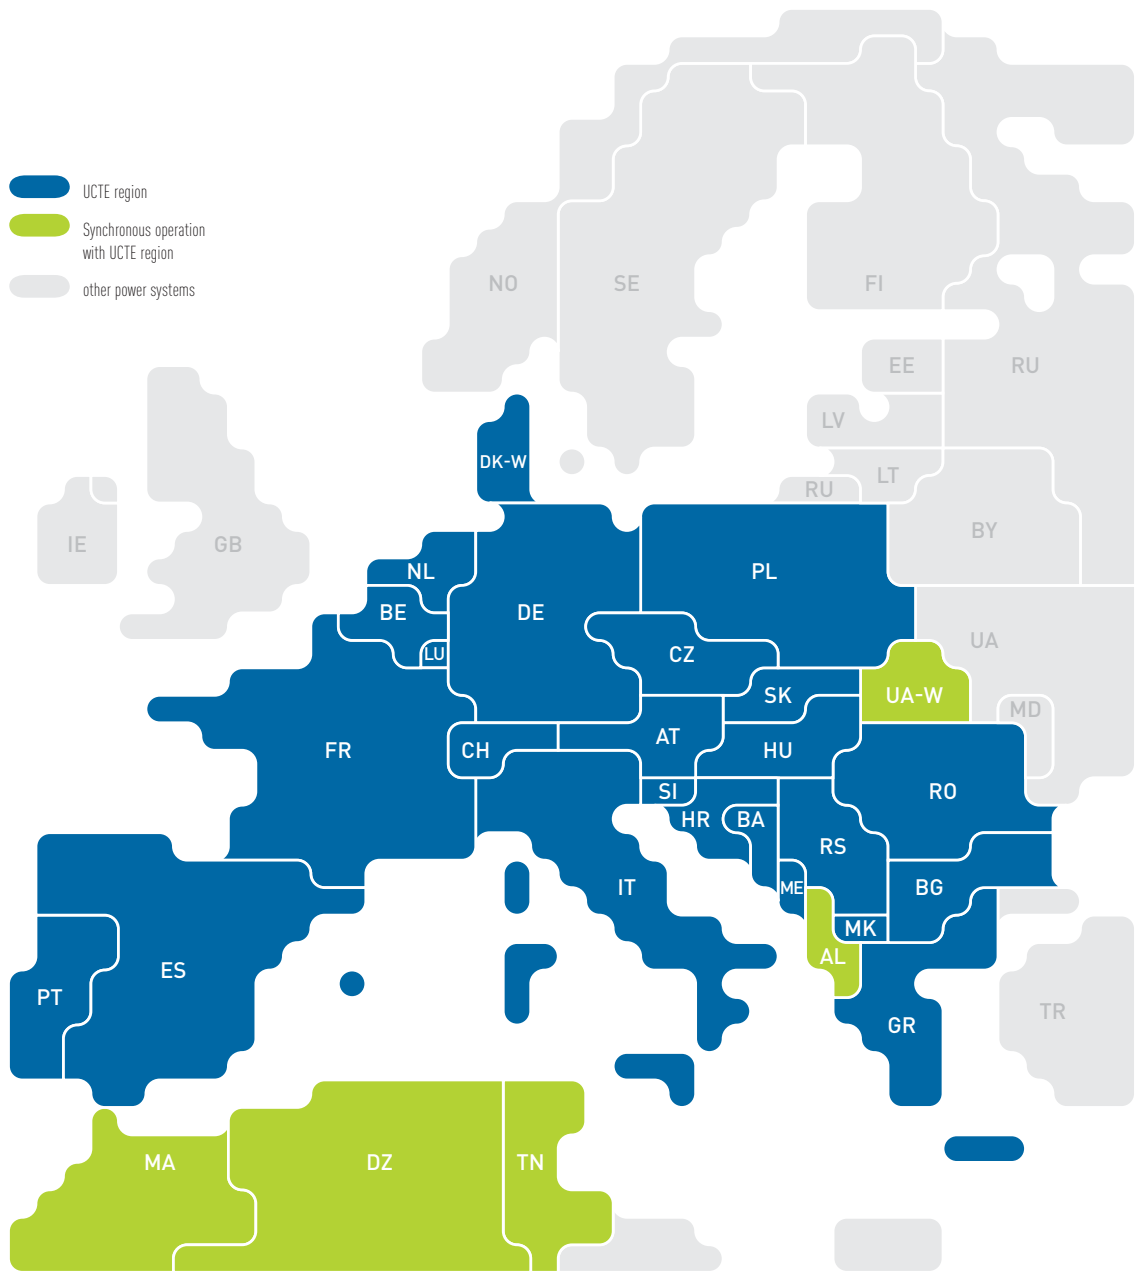 UCTE region
Synchronous operation
with UCTE region
other power systems
NO
SE
FI
EE
RU
LV
DK-W
LT
RU
IE
GB
BY
NL
PL
BE
DE
UA
LU
CZ
SK
UA-W
MD
FR
CH
AT
HU
SI
RO
HR
BA
RS
IT
ME
BG
MK
AL
ES
PT
GR
TR
MA
DZ
TN